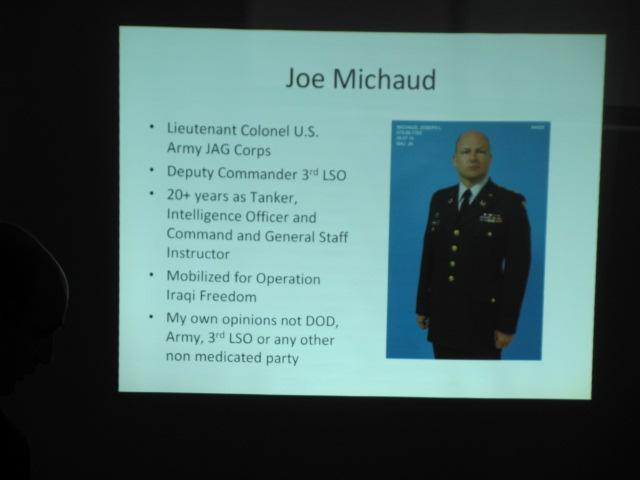 Joe Michaud
• Lieutenant Colonel U.S.
Army JAG Corps
• Deputy Commander 3rd LSO
• 20+ years as Tanker,
Intelligence Officer and
Command and General Staff
Instructor
• Mobilized for Operation
Iraqi Freedom
• My own opinions not DOD,
Army, 3rd LSO or any other
non medicated party
MICHAUD, JOSEPH L